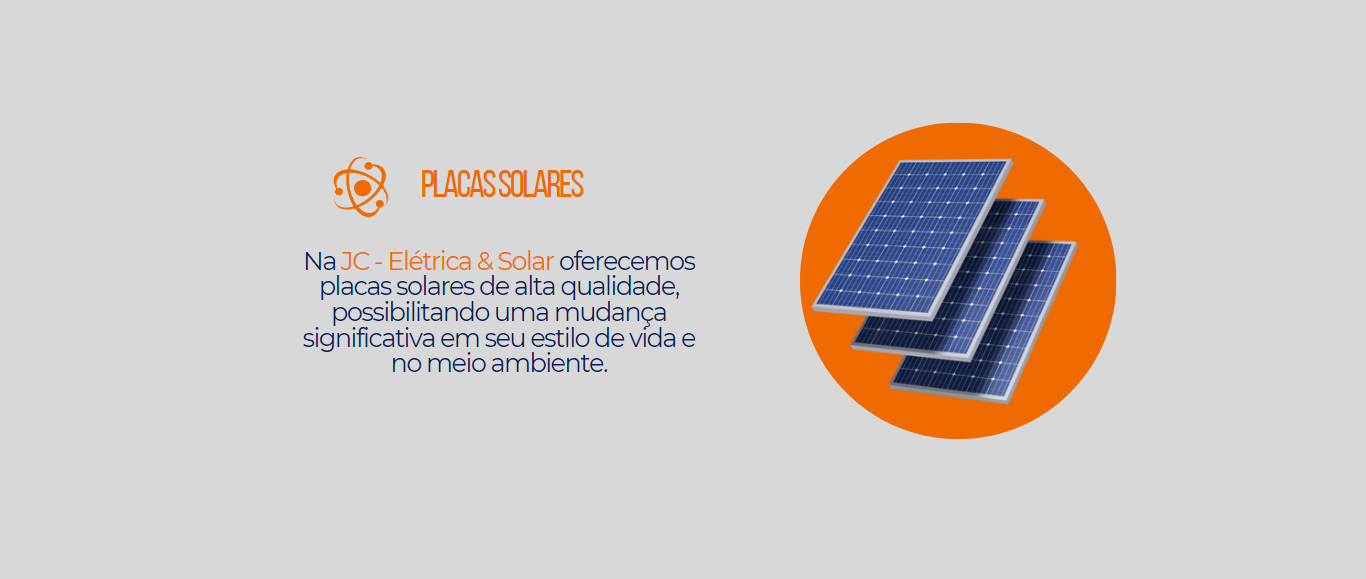 PLACAS SOLARES
Na JC - Elétrica & Solar oferecemos
placas solares de alta qualidade,
possibilitando uma mudança
significativa em seu estilo de vida e
no meio ambiente.